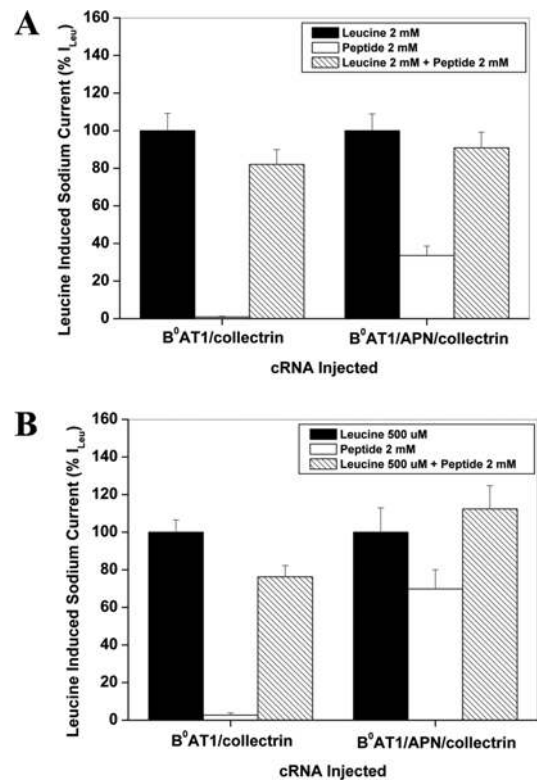 A
Leucine Induced Sodium Current (% I_Leu)
160
140
120
100
80
60
40
20
0
Leucine 2 mM
Peptide 2 mM
Leucine 2 mM + Peptide 2 mM
B⁰AT1/collectrin
B⁰AT1/APN/collectrin
cRNA Injected
B
Leucine Induced Sodium Current (% I_Leu)
160
140
120
100
80
60
40
20
0
Leucine 500 uM
Peptide 2 mM
Leucine 500 uM + Peptide 2 mM
B⁰AT1/collectrin
B⁰AT1/APN/collectrin
cRNA Injected